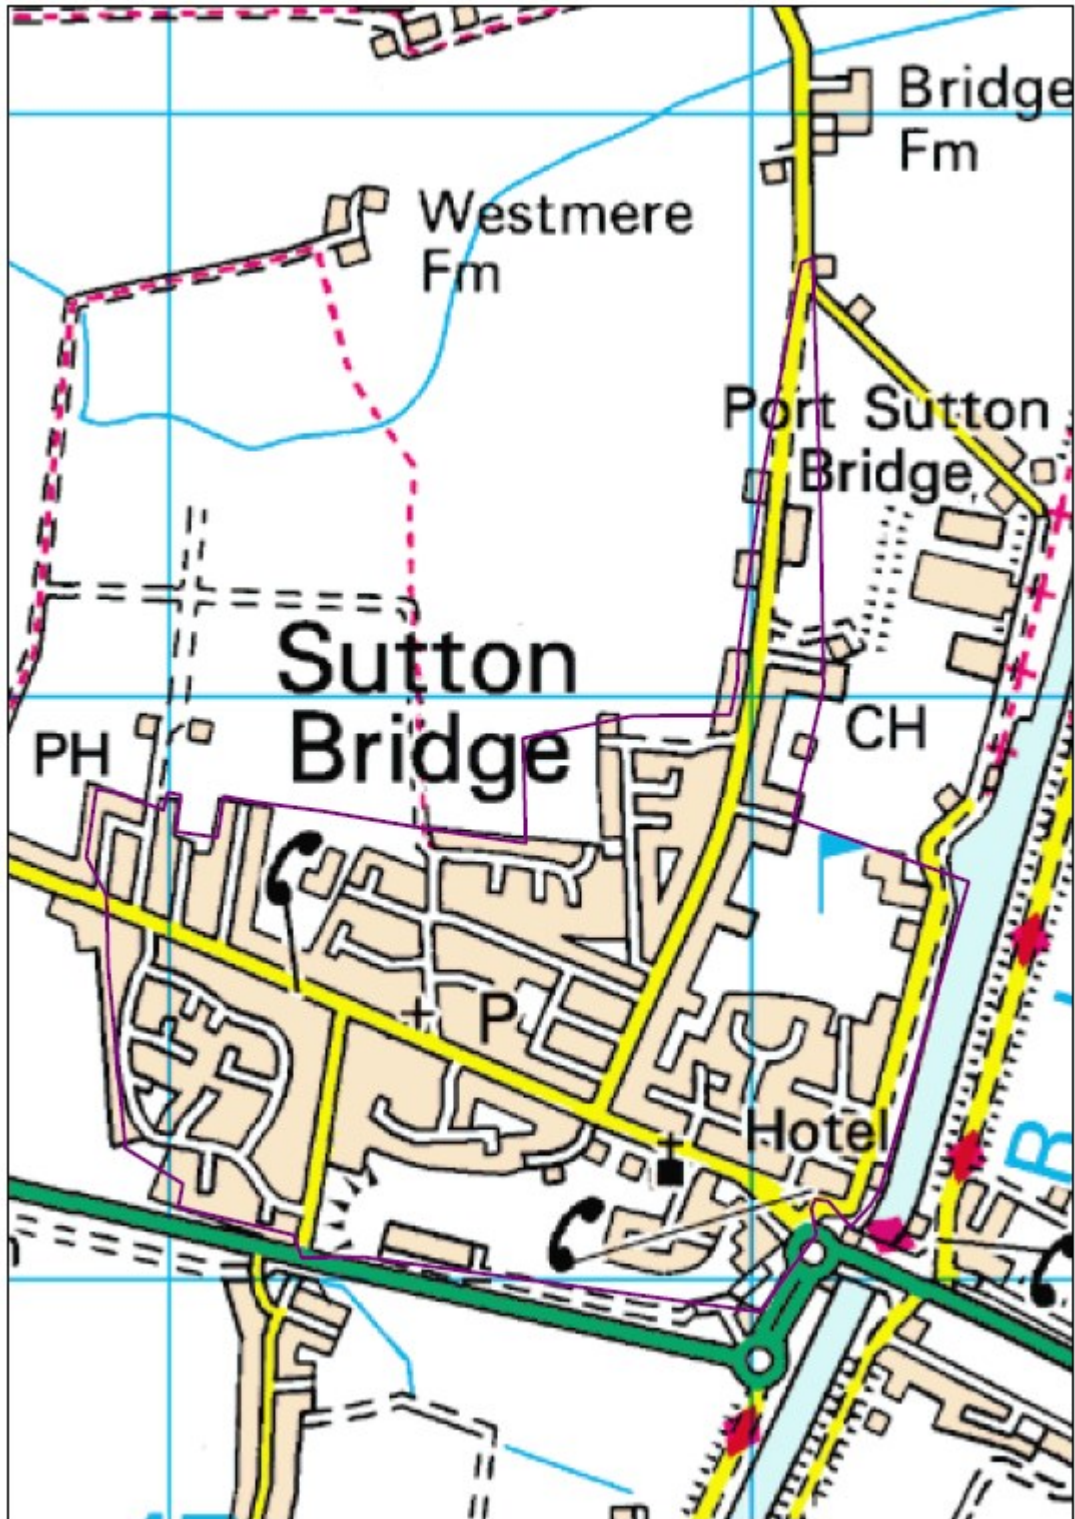 Bridge
Fm
Westmere
Fm
Port Sutton
Bridge
Sutton
Bridge
PH
CH
P
Hotel